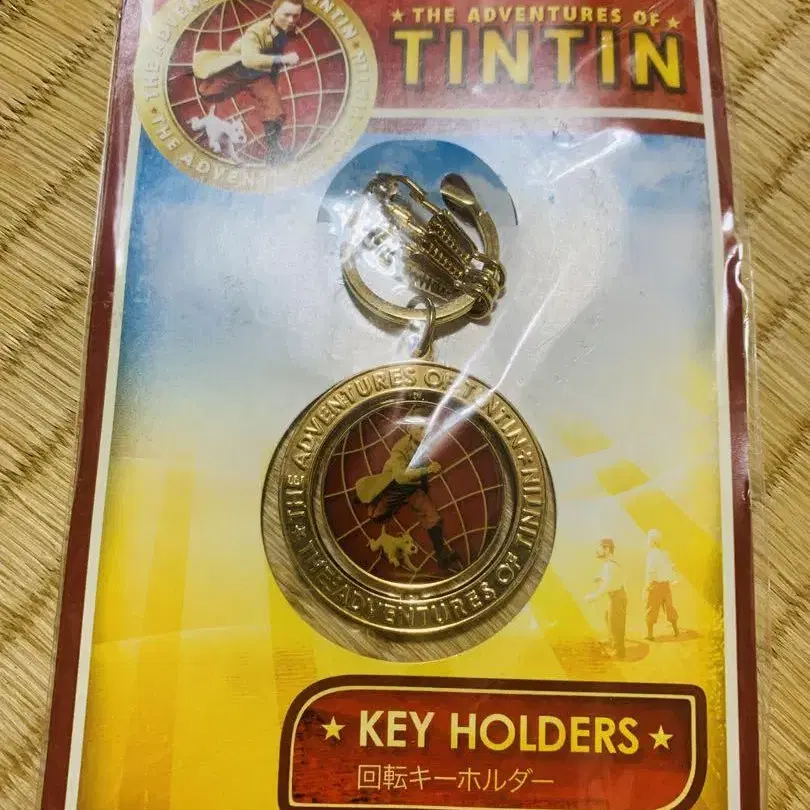 THE ADVENTURES OF
TINTIN
THE ADVENTURES OF TINTIN
THE ADVENTURES OF TINTIN
★ KEY HOLDERS ★
回転キーホルダー